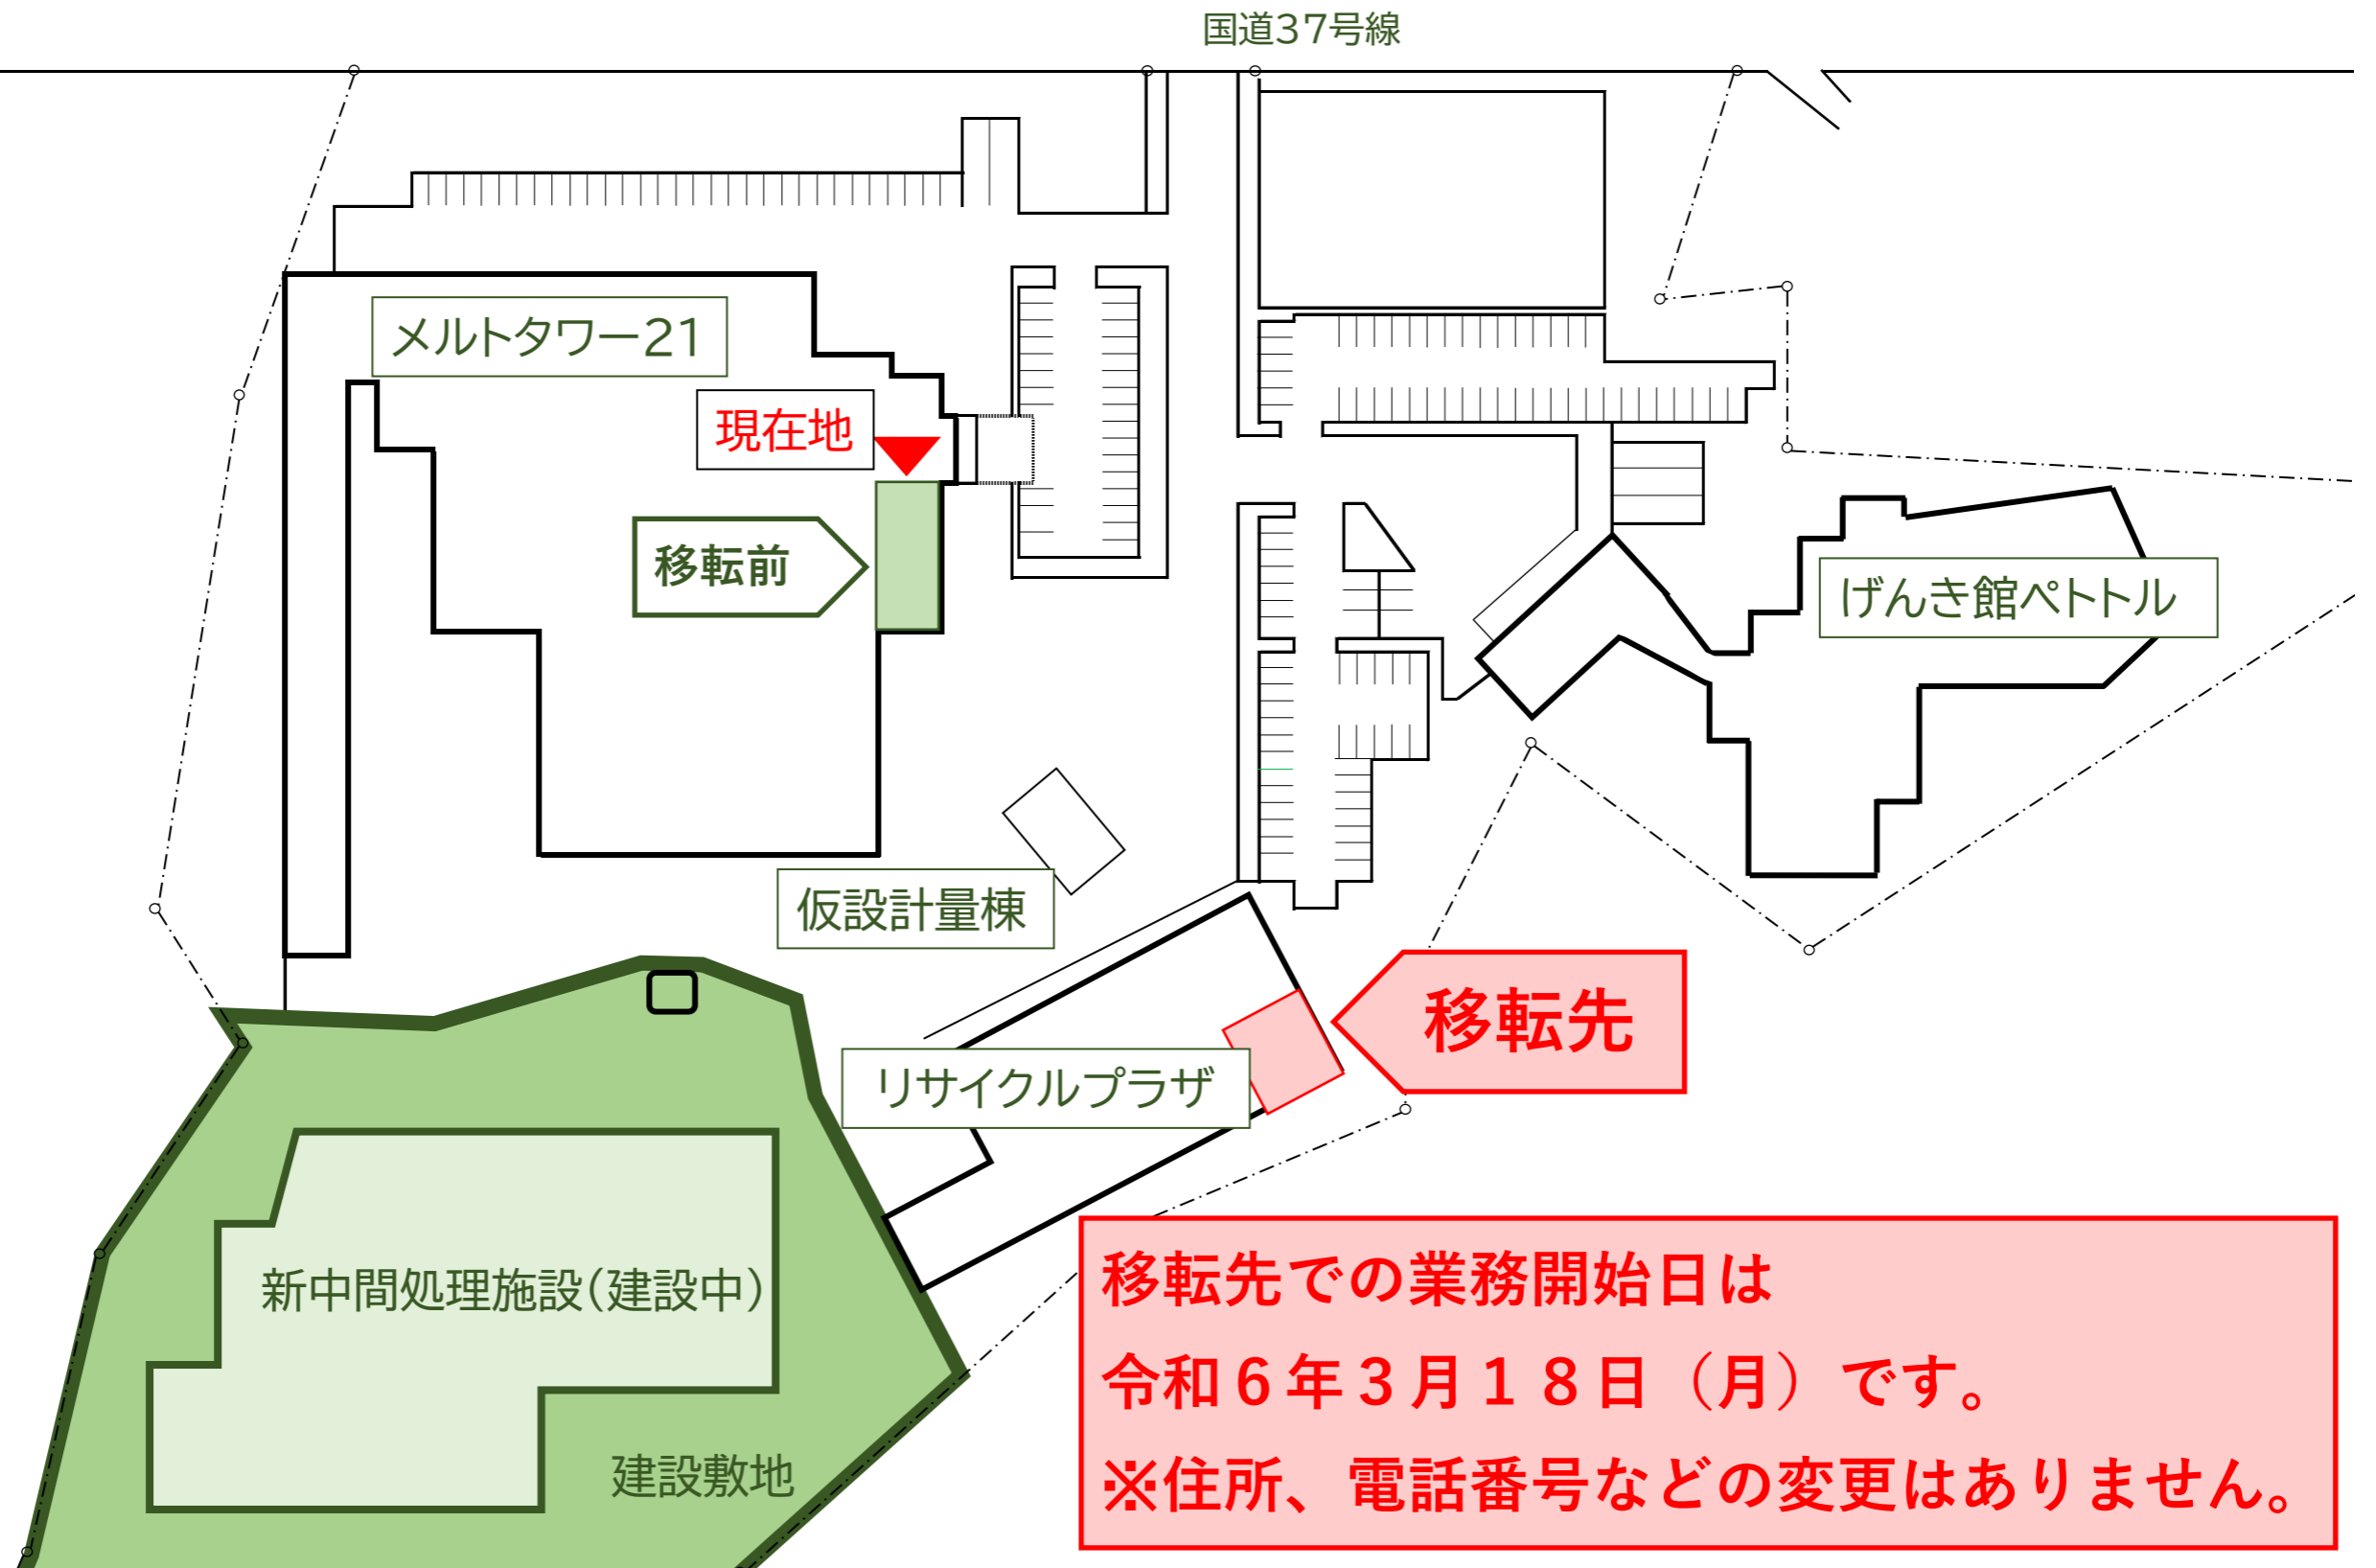 国道37号線
メルトタワー21
現在地
移転前
げんき館ペトトル
仮設計量棟
移転先
リサイクルプラザ
新中間処理施設(建設中)
建設敷地
移転先での業務開始日は
令和6年3月18日(月)です。
※住所、電話番号などの変更はありません。